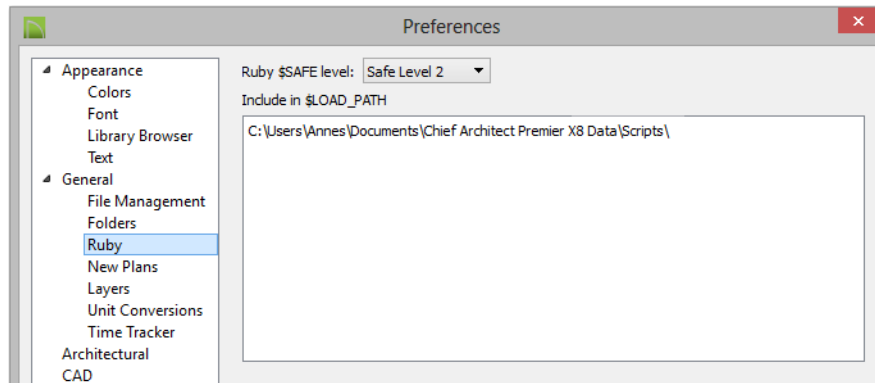 Preferences
Appearance
Colors
Font
Library Browser
Text
General
File Management
Folders
Ruby
New Plans
Layers
Unit Conversions
Time Tracker
Architectural
CAD
Ruby $SAFE level: Safe Level 2
Include in $LOAD_PATH
C:\Users\Annes\Documents\Chief Architect Premier X8 Data\Scripts\